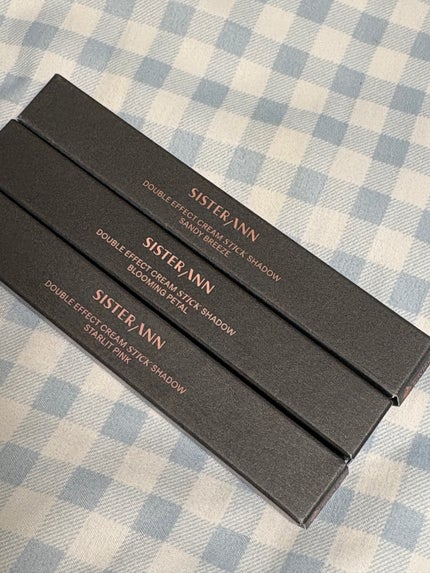 SISTER ANN
DOUBLE EFFECT CREAM STICK SHADOW
SANDY BREEZE
SISTER ANN
DOUBLE EFFECT CREAM STICK SHADOW
BLOOMING PETAL
SISTER ANN
DOUBLE EFFECT CREAM STICK SHADOW
STARLIT PINK